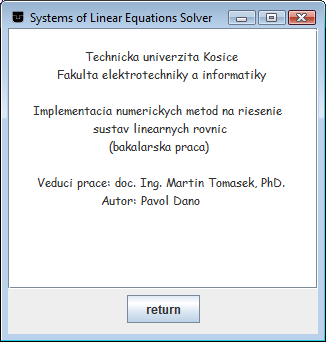 Systems of Linear Equations Solver
Technicka univerzita Kosice
Fakulta elektrotechniky a informatiky
Implementacia numerickych metod na riesenie
sustav linearnych rovnic
(bakalarska praca)
Veduci prace: doc. Ing. Martin Tomasek, PhD.
Autor: Pavol Dano
return